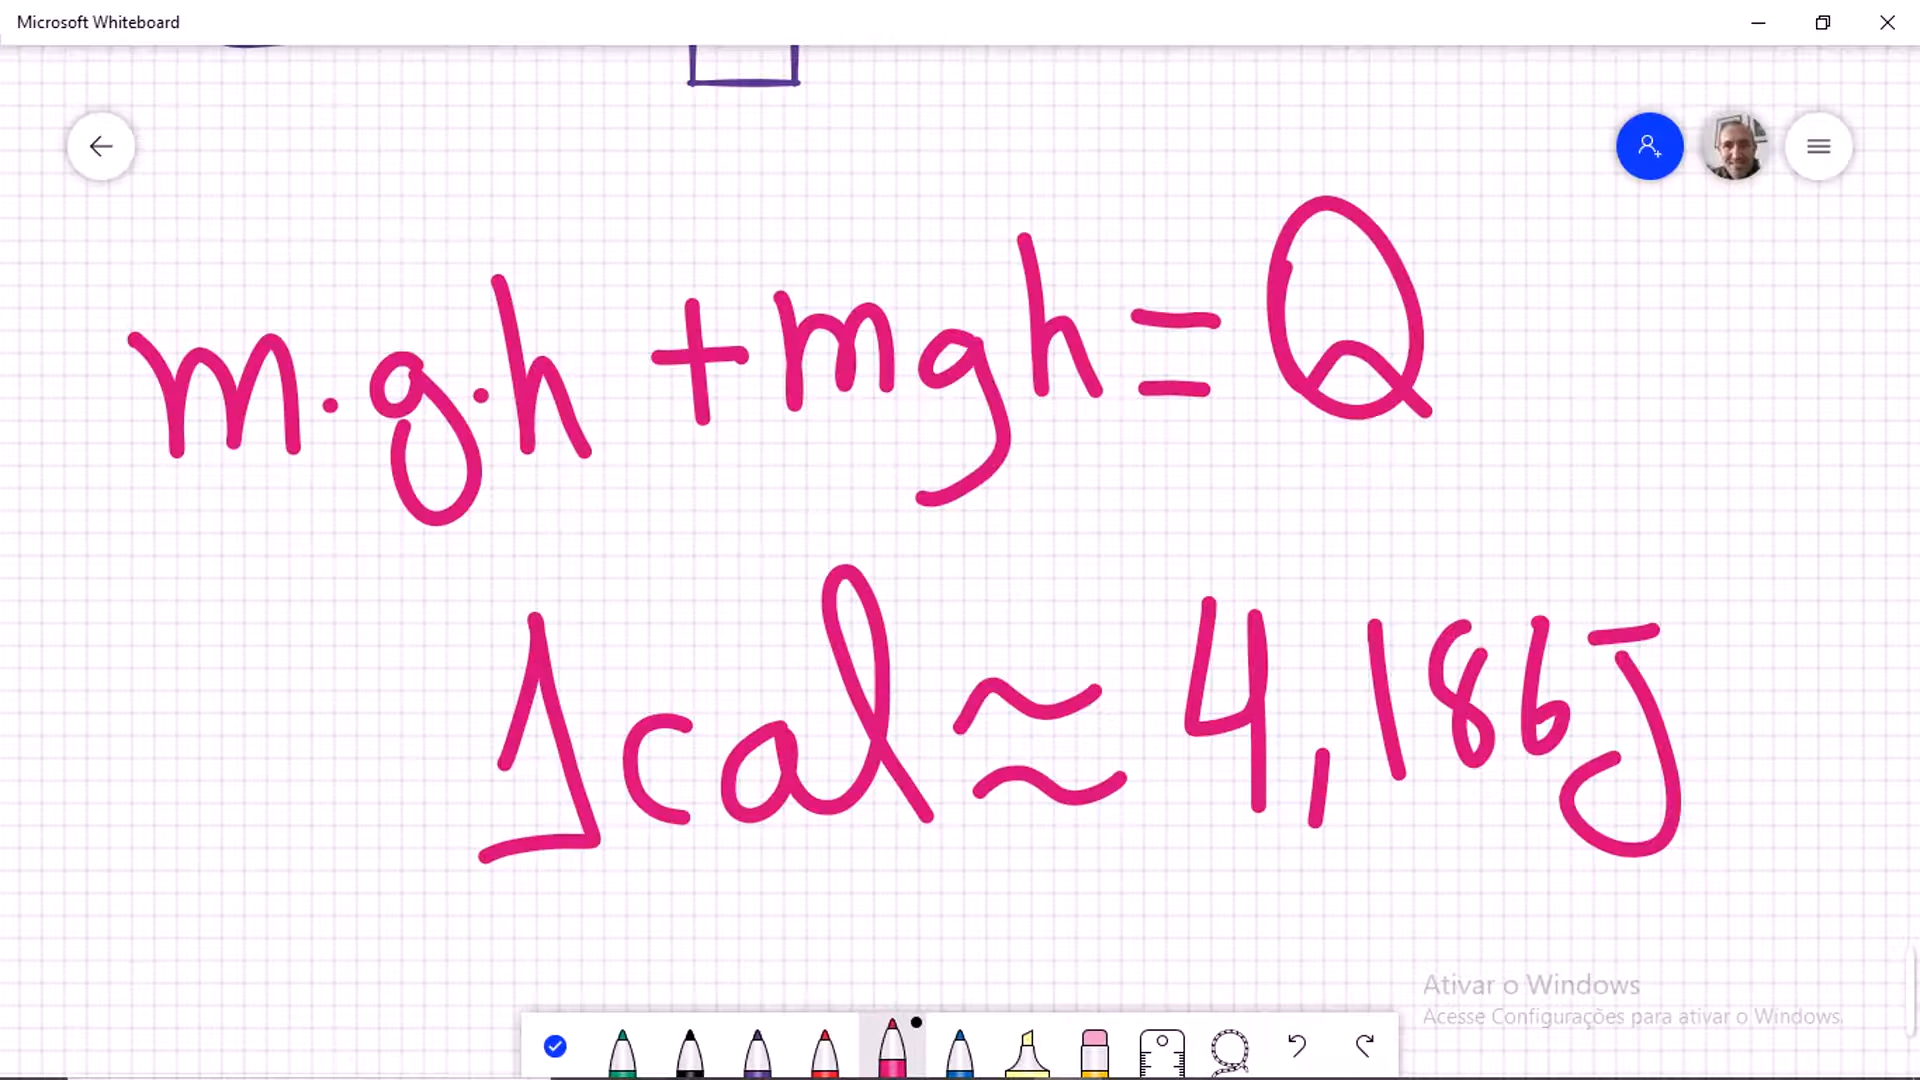 Microsoft Whiteboard
m.g.h + mgh = Q
1cal ≈ 4,186J
Ativar o Windows
Acesse Configurações para ativar o Windows.